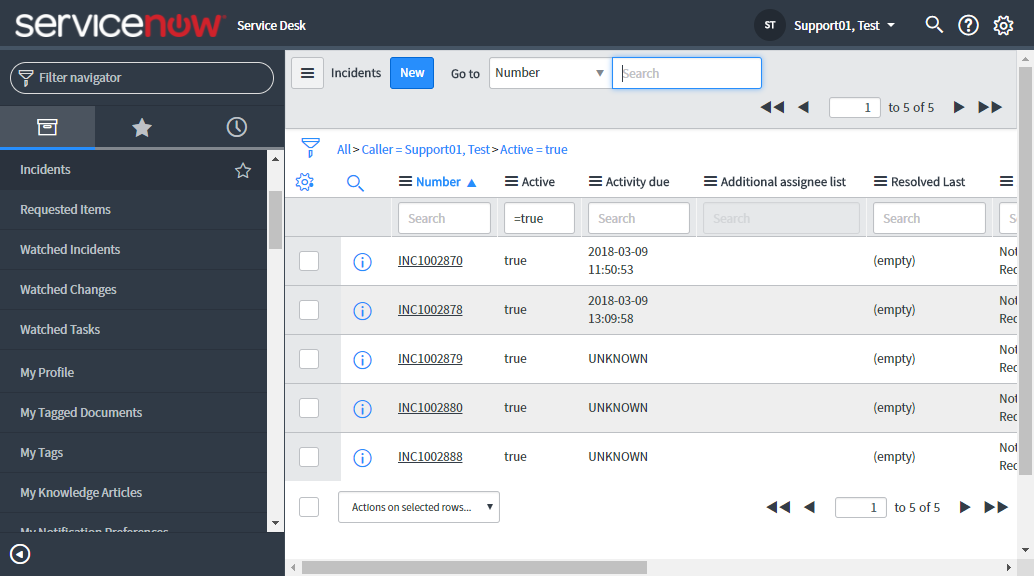 servicenow Service Desk ST Support01, Test
Filter navigator
Incidents
Requested Items
Watched Incidents
Watched Changes
Watched Tasks
My Profile
My Tagged Documents
My Tags
My Knowledge Articles
My Notification Preferences
Incidents New Go to Number Search
1 to 5 of 5
All > Caller = Support01, Test > Active = true
Number Active Activity due Additional assignee list Resolved Last
Search =true Search Search Search S
INC1002870 true 2018-03-09 11:50:53 (empty) Not Rec
INC1002878 true 2018-03-09 13:09:58 (empty) Not Rec
INC1002879 true UNKNOWN (empty) Not Rec
INC1002880 true UNKNOWN (empty) Not Rec
INC1002888 true UNKNOWN (empty) Not Rec
Actions on selected rows... 1 to 5 of 5